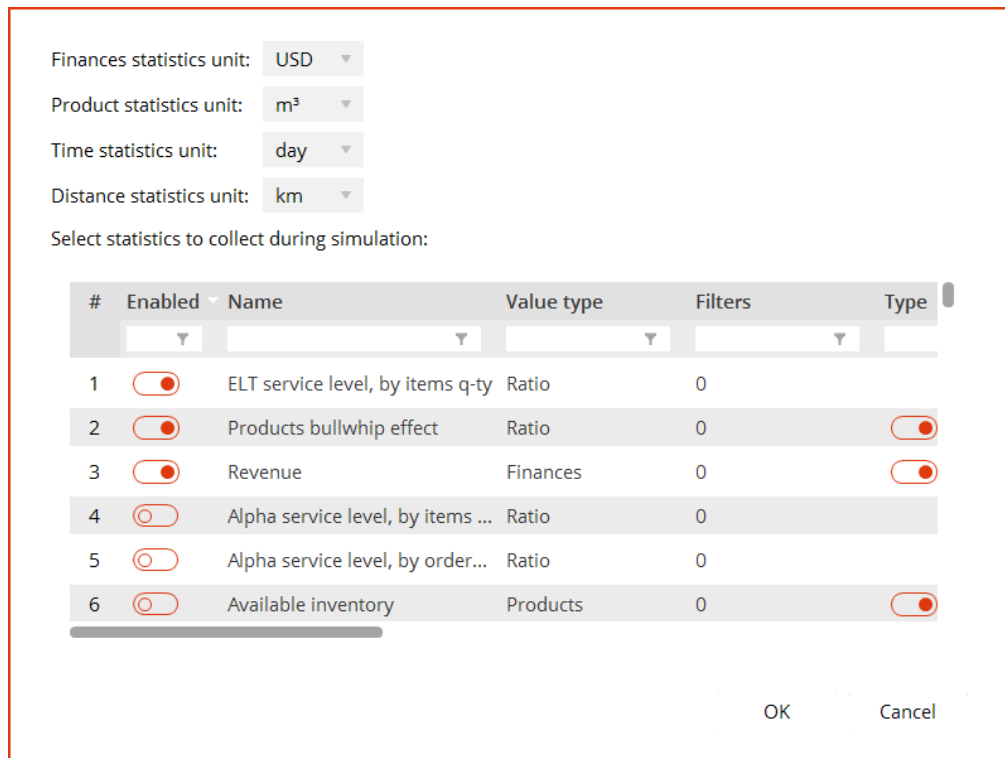 Finances statistics unit: USD
Product statistics unit: m³
Time statistics unit: day
Distance statistics unit: km
Select statistics to collect during simulation:
# Enabled Name Value type Filters Type
1 ELT service level, by items q-ty Ratio 0
2 Products bullwhip effect Ratio 0
3 Revenue Finances 0
4 Alpha service level, by items ... Ratio 0
5 Alpha service level, by order... Ratio 0
6 Available inventory Products 0
OK Cancel